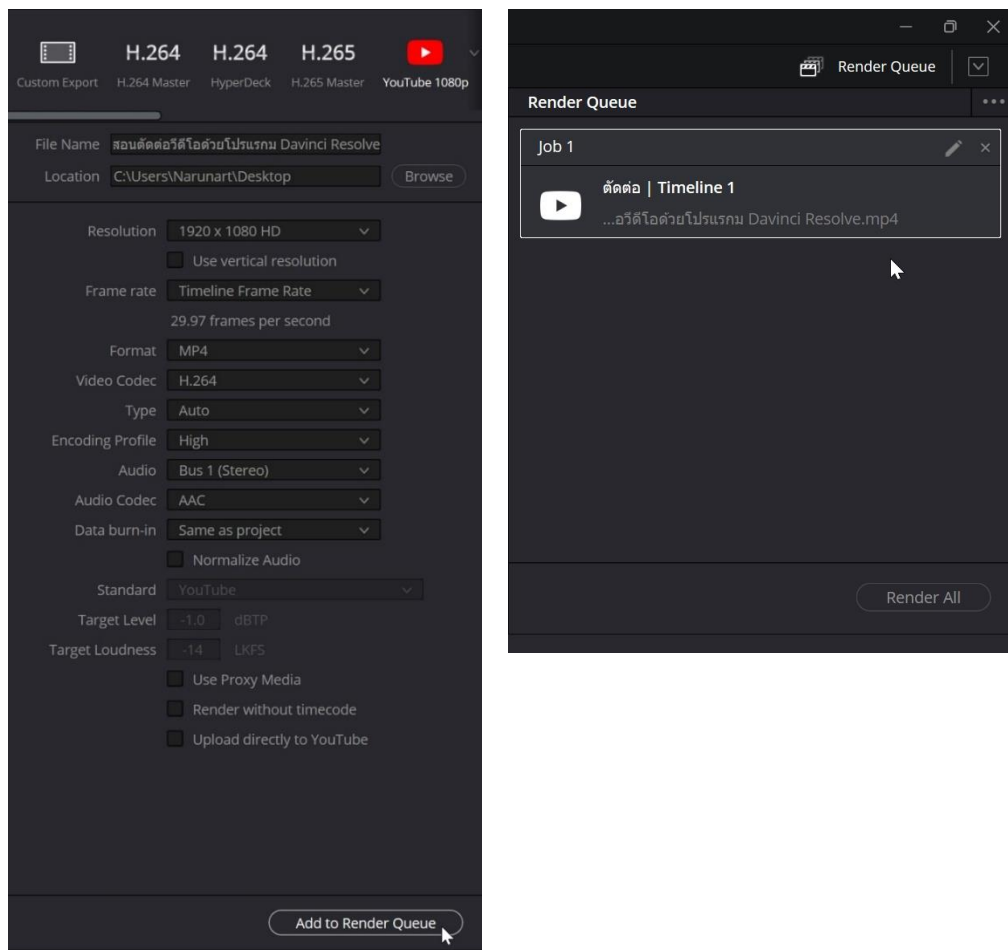 H.264 H.264 H.265
Custom Export H.264 Master HyperDeck H.265 Master YouTube 1080p
File Name สอนตัดต่อวีดีโอด้วยโปรแกรม Davinci Resolve
Location C:\Users\Narunart\Desktop Browse
Resolution 1920 x 1080 HD
Use vertical resolution
Frame rate Timeline Frame Rate
29.97 frames per second
Format MP4
Video Codec H.264
Type Auto
Encoding Profile High
Audio Bus 1 (Stereo)
Audio Codec AAC
Data burn-in Same as project
Normalize Audio
Standard YouTube
Target Level -1.0 dBTP
Target Loudness -14 LKFS
Use Proxy Media
Render without timecode
Upload directly to YouTube
Add to Render Queue
Render Queue
Render Queue
Job 1
ตัดต่อ | Timeline 1
...อวีดีโอด้วยโปรแกรม Davinci Resolve.mp4
Render All